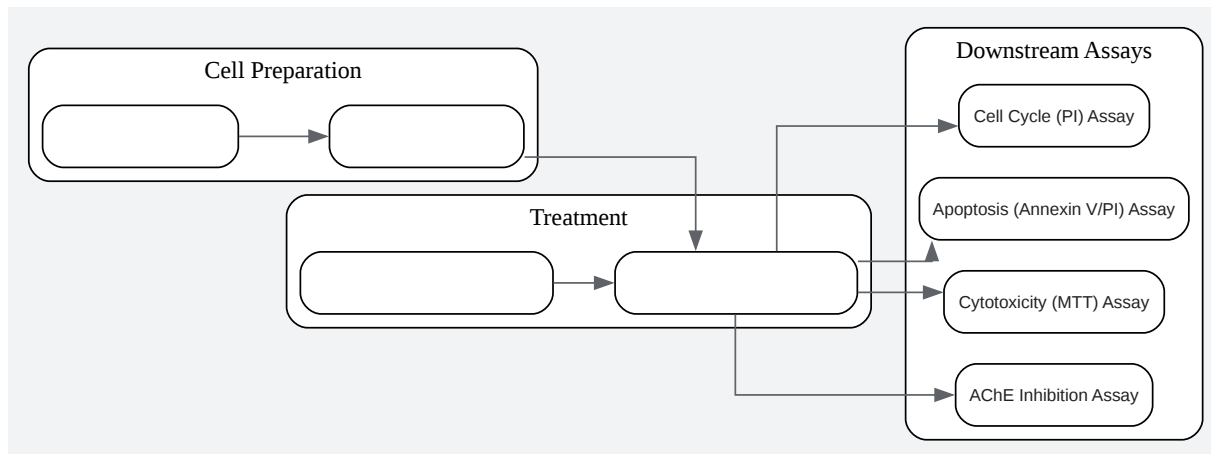 Cell Preparation
Treatment
Downstream Assays
Cell Cycle (PI) Assay
Apoptosis (Annexin V/PI) Assay
Cytotoxicity (MTT) Assay
AChE Inhibition Assay